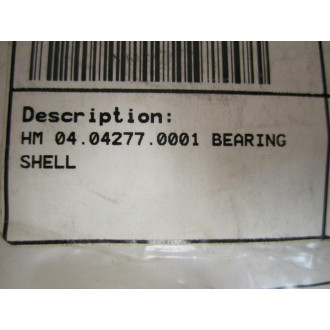 Description:
HM 04.04277.0001 BEARING
SHELL